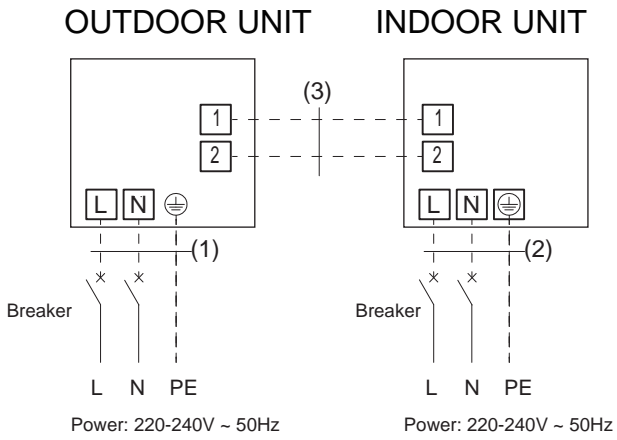 OUTDOOR UNIT
INDOOR UNIT
(3)
1
1
2
2
L N
L N
(1)
(2)
Breaker
Breaker
L N PE
L N PE
Power: 220-240V ~ 50Hz
Power: 220-240V ~ 50Hz